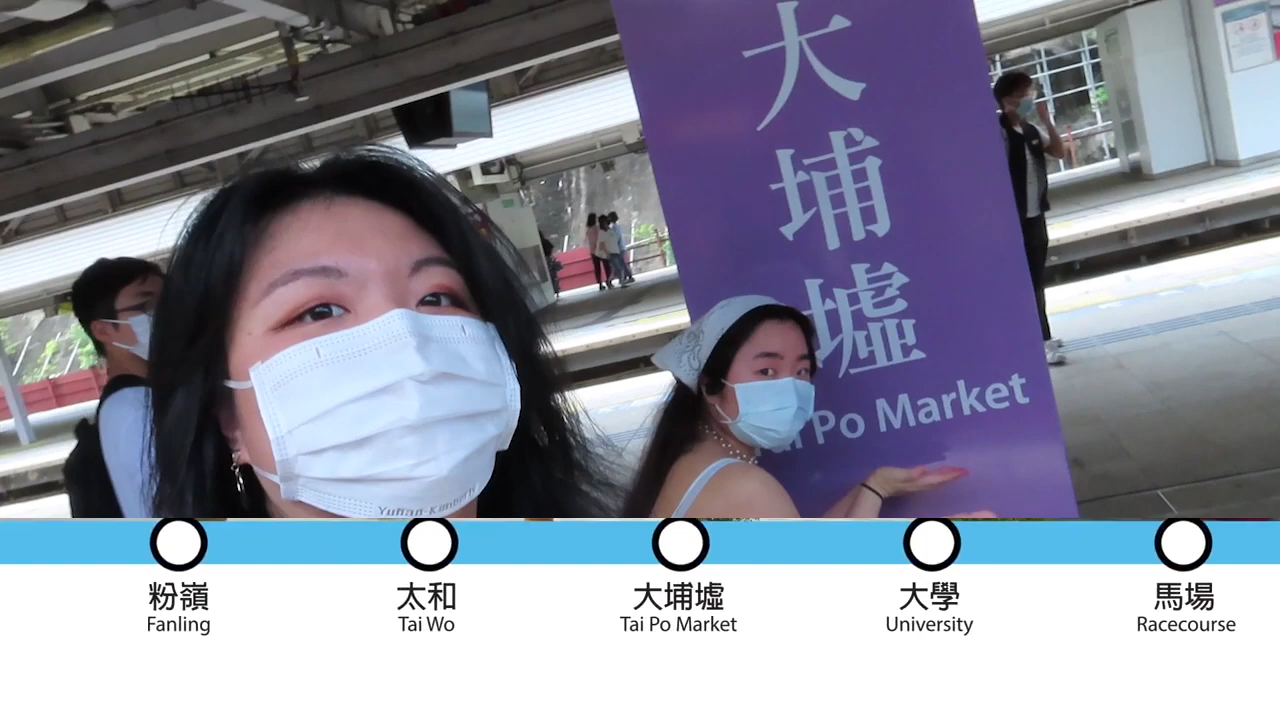 大埔墟
Po Market
Yuhan-Kimberly
粉嶺
Fanling
太和
Tai Wo
大埔墟
Tai Po Market
大學
University
馬場
Racecourse